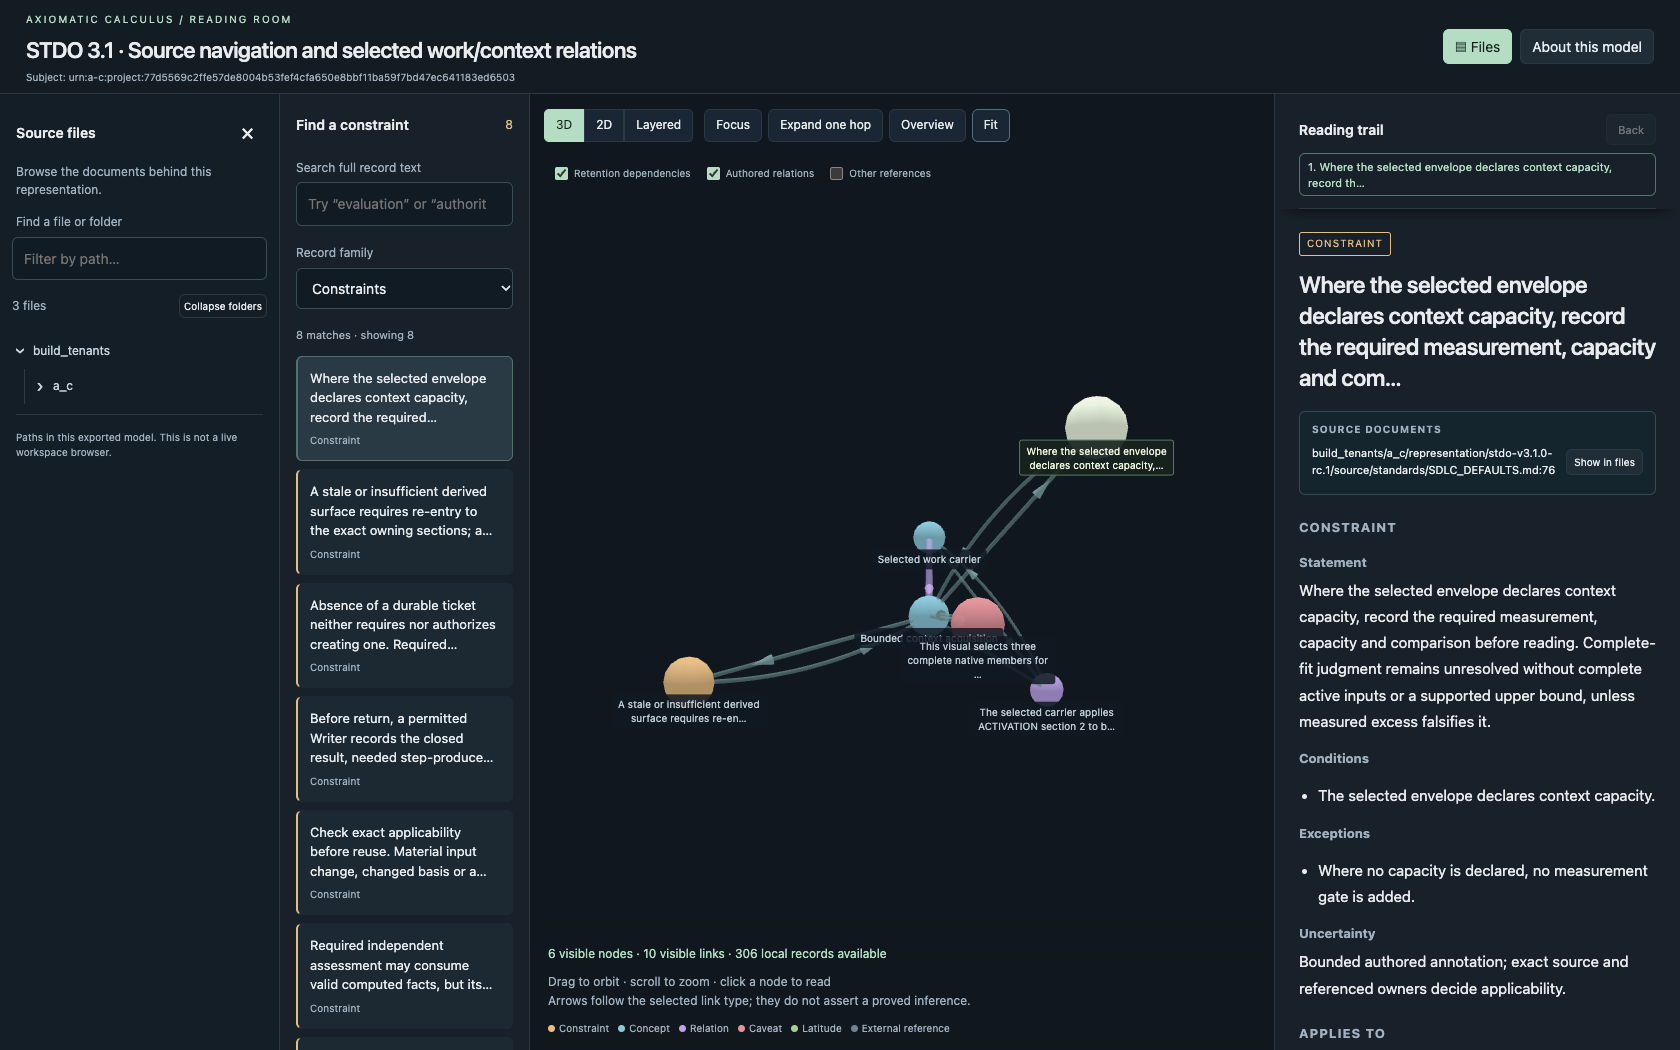 AXIOMATIC CALCULUS / READING ROOM
STDO 3.1 · Source navigation and selected work/context relations
Subject: urn:a-c:project:77d5569c2ffe57de8004b53fef4cfa650e8bbf11ba59f7bd47ec641183ed6503
Files
About this model
Source files
Browse the documents behind this
representation.
Find a file or folder
Filter by path...
3 files
Collapse folders
build_tenants
a_c
Paths in this exported model. This is not a live
workspace browser.
Find a constraint
8
Search full record text
Try “evaluation” or “authorit
Record family
Constraints
8 matches · showing 8
Where the selected envelope
declares context capacity,
record the required...
Constraint
A stale or insufficient derived
surface requires re-entry to
the exact owning sections; a...
Constraint
Absence of a durable ticket
neither requires nor authorizes
creating one. Required...
Constraint
Before return, a permitted
Writer records the closed
result, needed step-produce...
Constraint
Check exact applicability
before reuse. Material input
change, changed basis or a...
Constraint
Required independent
assessment may consume
valid computed facts, but its...
Constraint
3D
2D
Layered
Focus
Expand one hop
Overview
Fit
Retention dependencies
Authored relations
Other references
Where the selected envelope
declares context capacity,...
Selected work carrier
Bounded context acquisition
This visual selects three
complete native members for
...
A stale or insufficient derived
surface requires re-en...
The selected carrier applies
ACTIVATION section 2 to b...
6 visible nodes · 10 visible links · 306 local records available
Drag to orbit · scroll to zoom · click a node to read
Arrows follow the selected link type; they do not assert a proved inference.
Constraint
Concept
Relation
Caveat
Latitude
External reference
Reading trail
Back
1. Where the selected envelope declares context capacity,
record th...
CONSTRAINT
Where the selected envelope
declares context capacity, record
the required measurement, capacity
and com...
SOURCE DOCUMENTS
build_tenants/a_c/representation/stdo-v3.1.0-
rc.1/source/standards/SDLC_DEFAULTS.md:76
Show in files
CONSTRAINT
Statement
Where the selected envelope declares context
capacity, record the required measurement,
capacity and comparison before reading. Complete-
fit judgment remains unresolved without complete
active inputs or a supported upper bound, unless
measured excess falsifies it.
Conditions
• The selected envelope declares context capacity.
Exceptions
• Where no capacity is declared, no measurement
gate is added.
Uncertainty
Bounded authored annotation; exact source and
referenced owners decide applicability.
APPLIES TO